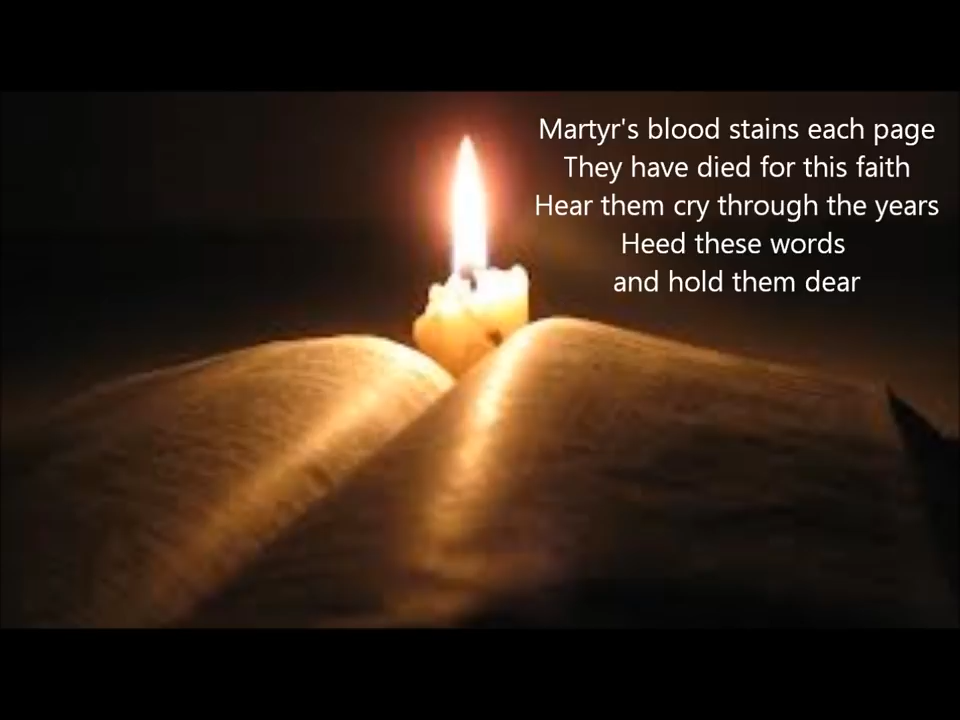 Martyr's blood stains each page
They have died for this faith
Hear them cry through the years
Heed these words
and hold them dear